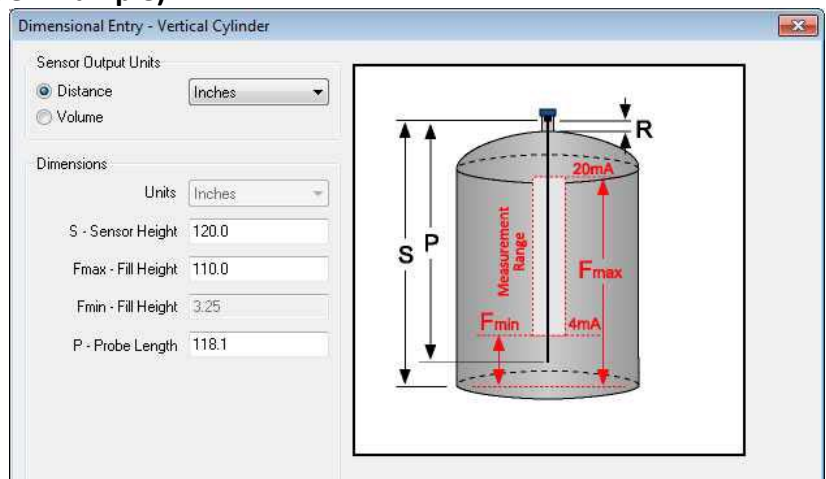 Dimensional Entry - Vertical Cylinder
Sensor Output Units
Distance
Inches
Volume
Dimensions
Units
Inches
S - Sensor Height
120.0
Fmax - Fill Height
110.0
Fmin - Fill Height
3.25
P - Probe Length
118.1
R
20mA
S
P
Measurement
Range
Fmax
Fmin
4mA